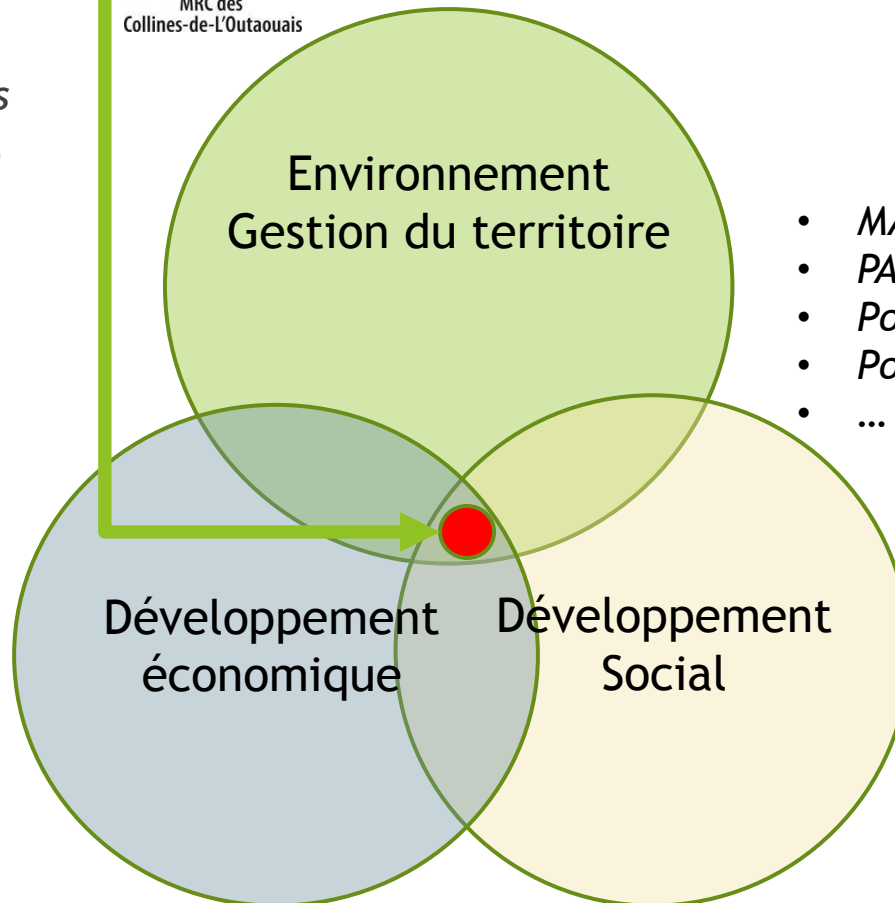 MRC des
Collines-de-L'Outaouais
Environnement
Gestion du territoire
• …
Développement
économique
Développement
Social